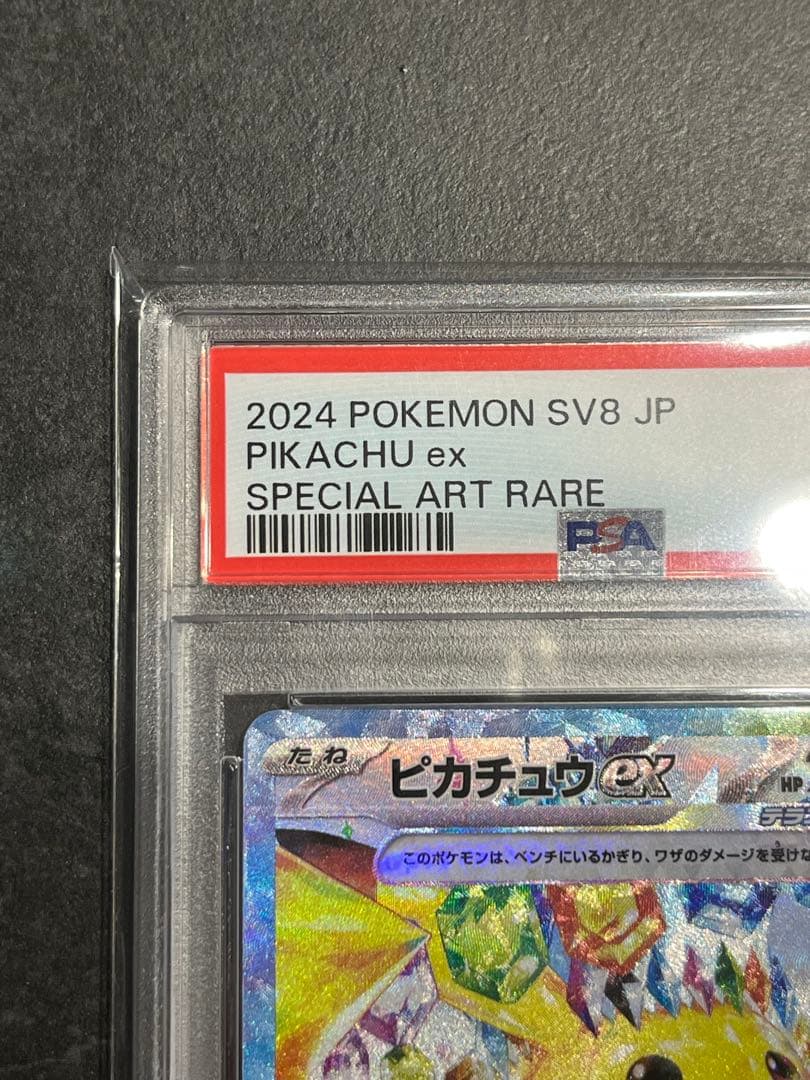 2024 POKEMON SV8 JP
PIKACHU ex
SPECIAL ART RARE
PSA
たね ピカチュウex HP
テラ
このポケモンは、ベンチにいるかぎり、ワザのダメージを受けな